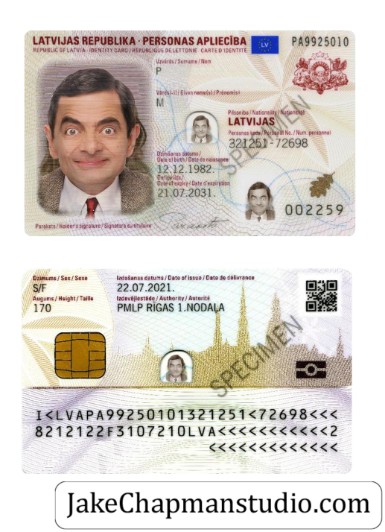 LATVIJAS REPUBLIKA · PERSONAS APLIECĪBA LV PA9925010
REPUBLIC OF LATVIA · IDENTITY CARD / RÉPUBLIQUE DE LETTONIE · CARTE D'IDENTITÉ
Uzvārds / Surname / Nom
P
Vārds(-i) / Given name(s) / Prénom(s)
M
Pilsonība / Nationality / Nationalité
LATVIJAS
Personas kods / Personal No. / Num. personnel
321251-72698
Dzimšanas datums /
Date of birth / Date de naissance
12.12.1982.
Derīga līdz /
Date of expiry / Date d'expiration
21.07.2031.
SPECIMEN
002259
Paraksts / Holder's signature / Signature du titulaire
Dzimums / Sex / Sexe
S/F
Augums / Height / Taille
170
Izdošanas datums / Date of issue / Date de délivrance
22.07.2021.
Izdevējiestāde / Authority / Autorité
PMLP RĪGAS 1.NODAĻA
SPECIMEN
I<LVAPA99250101321251<72698<<<
8212122F3107210LVA<<<<<<<<<<<2
<<<<<<<<<<<<
JakeChapmanstudio.com